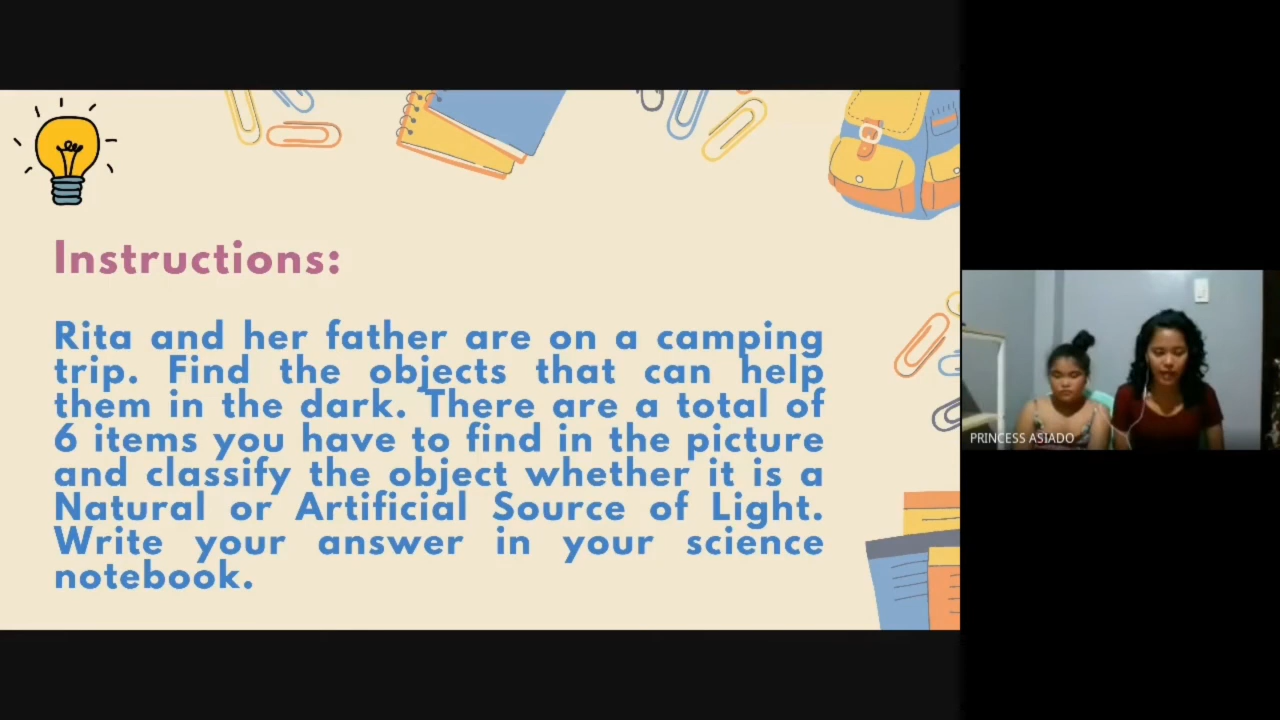 Instructions:
Rita and her father are on a camping
trip. Find the objects that can help
them in the dark. There are a total of
6 items you have to find in the picture
and classify the object whether it is a
Natural or Artificial Source of Light.
Write your answer in your science
notebook.
PRINCESS ASIADO